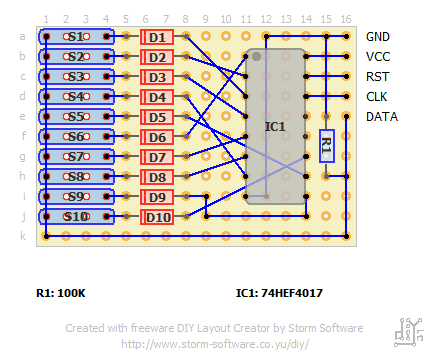 1 2 3 4 5 6 7 8 9 10 11 12 13 14 15 16
a S1 D1 GND
b S2 D2 VCC
c S3 D3 RST
d S4 D4 CLK
e S5 D5 IC1 DATA
f S6 D6
g S7 D7 R1
h S8 D8
i S9 D9
j S10 D10
k
R1: 100K IC1: 74HEF4017
Created with freeware DIY Layout Creator by Storm Software
http://www.storm-software.co.yu/diy/